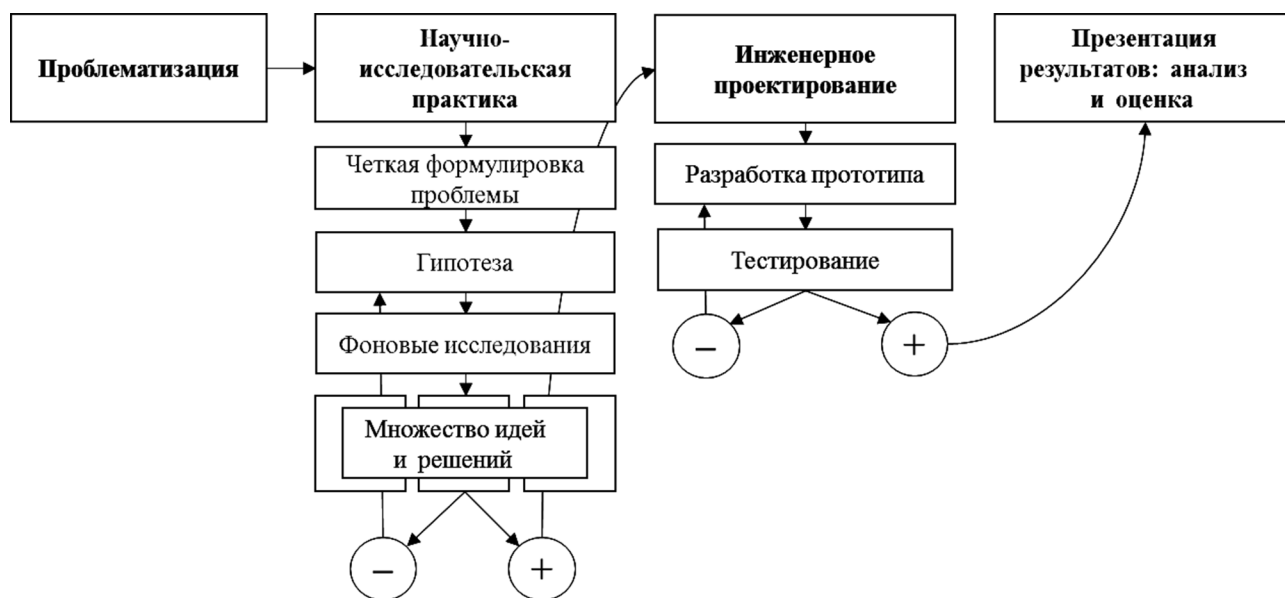 Проблематизация
Научно-
исследовательская
практика
Четкая формулировка
проблемы
Гипотеза
Фоновые исследования
Множество идей
и решений
–
+
Инженерное
проектирование
Разработка прототипа
Тестирование
–
+
Презентация
результатов: анализ
и оценка